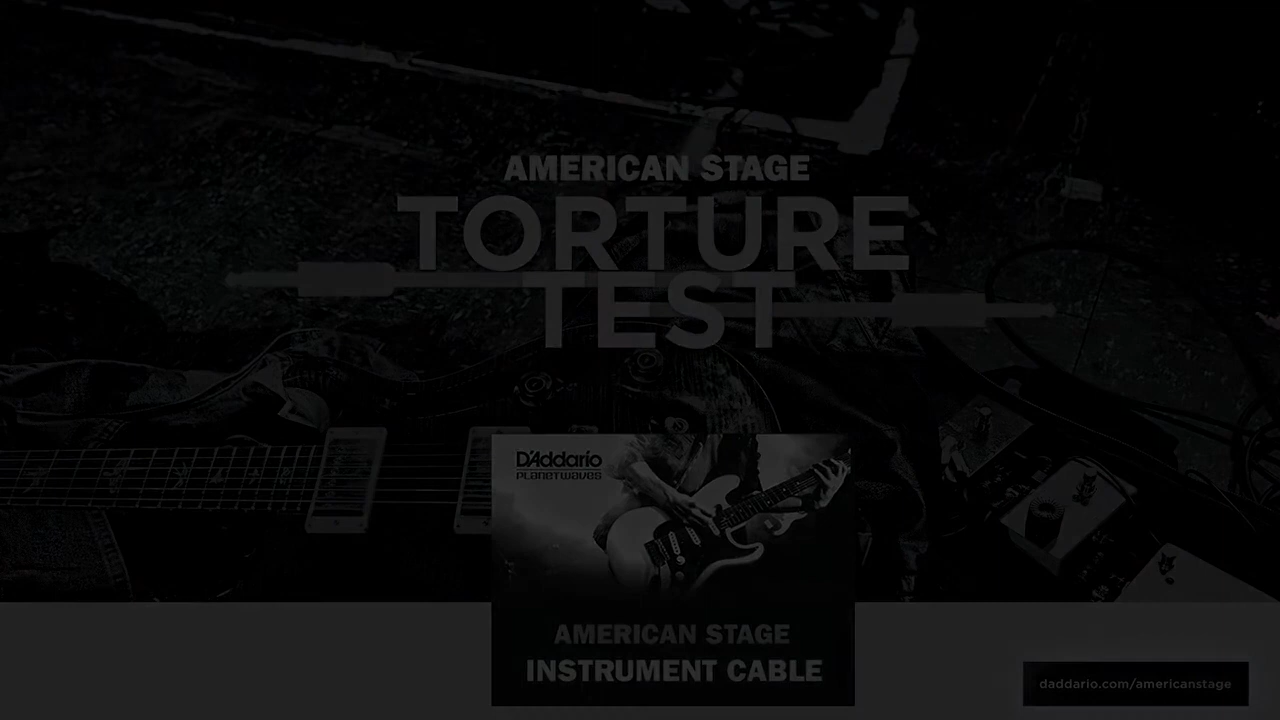 AMERICAN STAGE
TORTURE
TEST
D'Addario
PLANETWAVES
AMERICAN STAGE
INSTRUMENT CABLE
daddario.com/americanstage